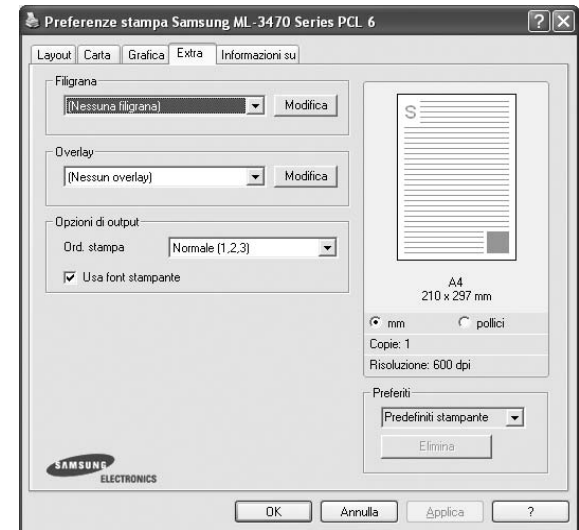 Preferenze stampa Samsung ML-3470 Series PCL 6
Layout Carta Grafica Extra Informazioni su
Filigrana
(Nessuna filigrana) Modifica
Overlay
(Nessun overlay) Modifica
Opzioni di output
Ord. stampa Normale (1,2,3)
Usa font stampante
S
A4
210 x 297 mm
mm pollici
Copie: 1
Risoluzione: 600 dpi
Preferiti
Predefiniti stampante
Elimina
SAMSUNG
ELECTRONICS
OK Annulla Applica ?